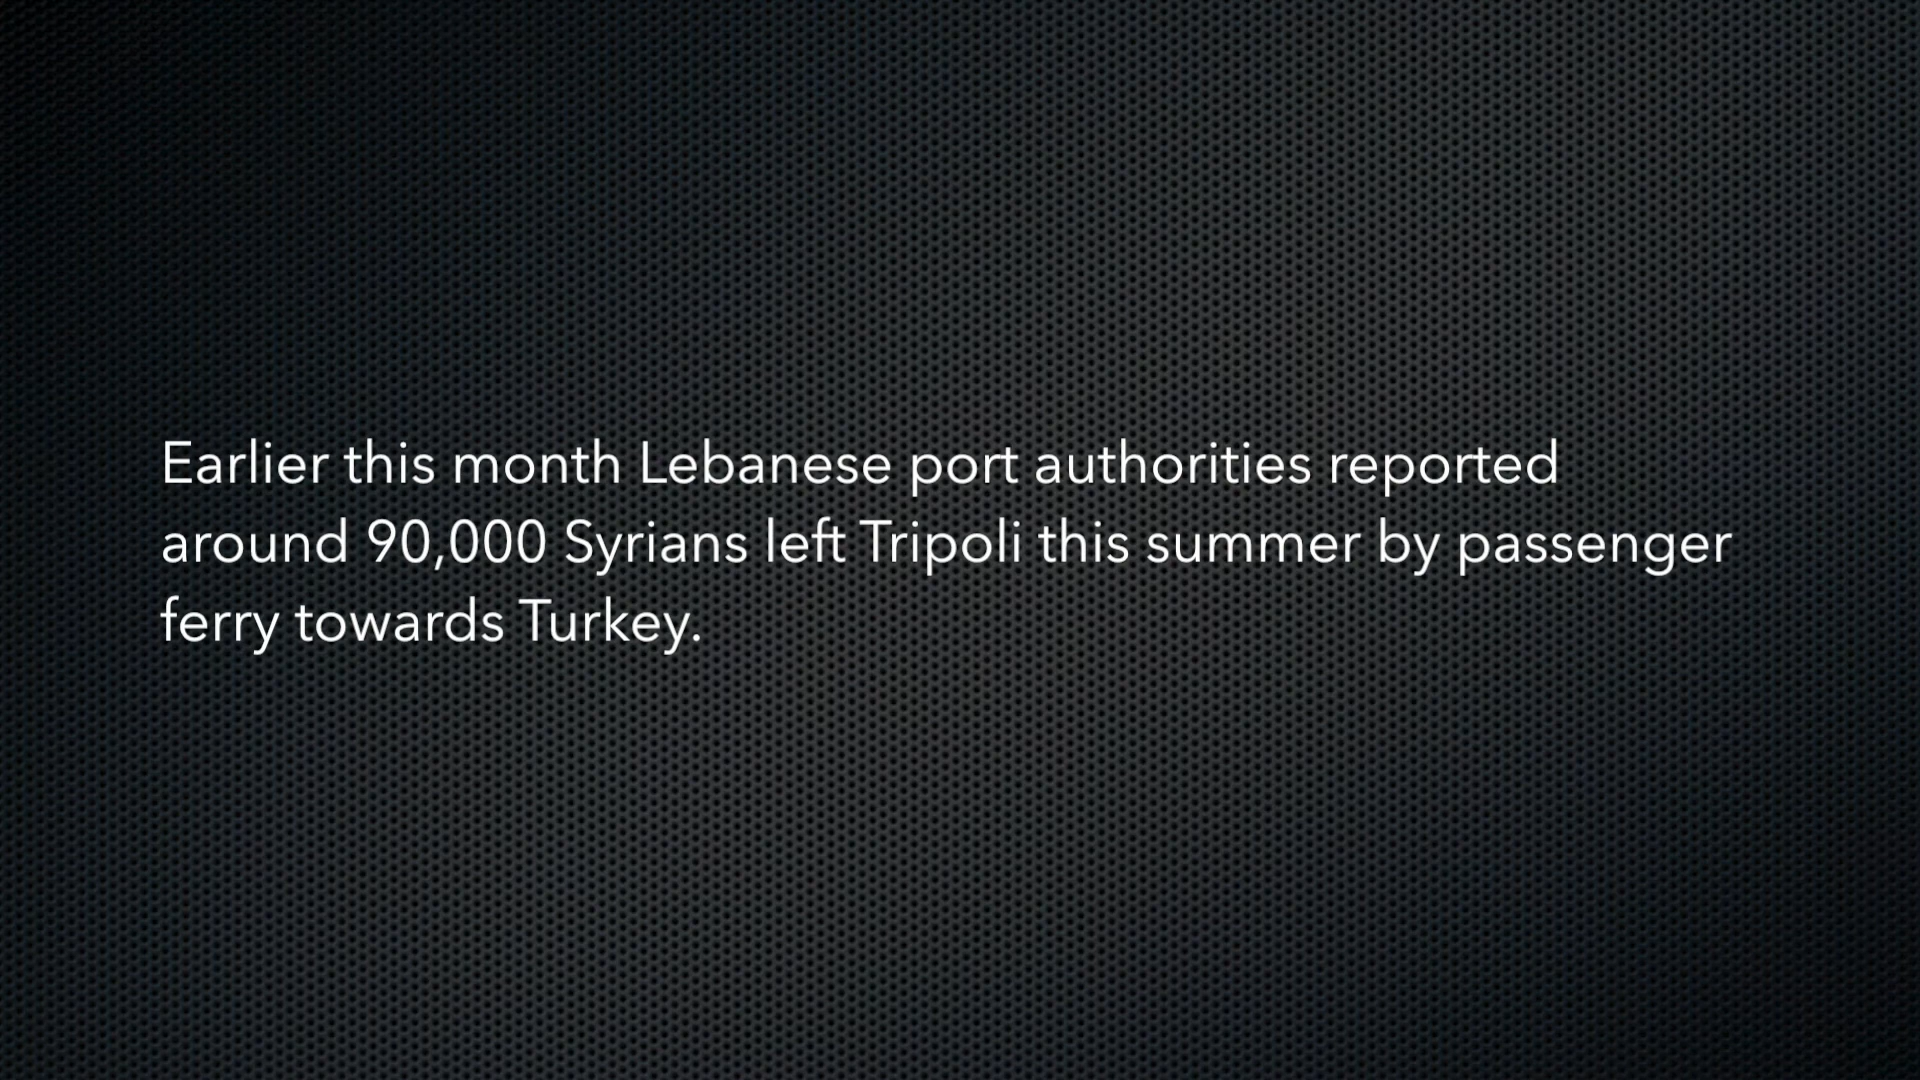 Earlier this month Lebanese port authorities reported
around 90,000 Syrians left Tripoli this summer by passenger
ferry towards Turkey.